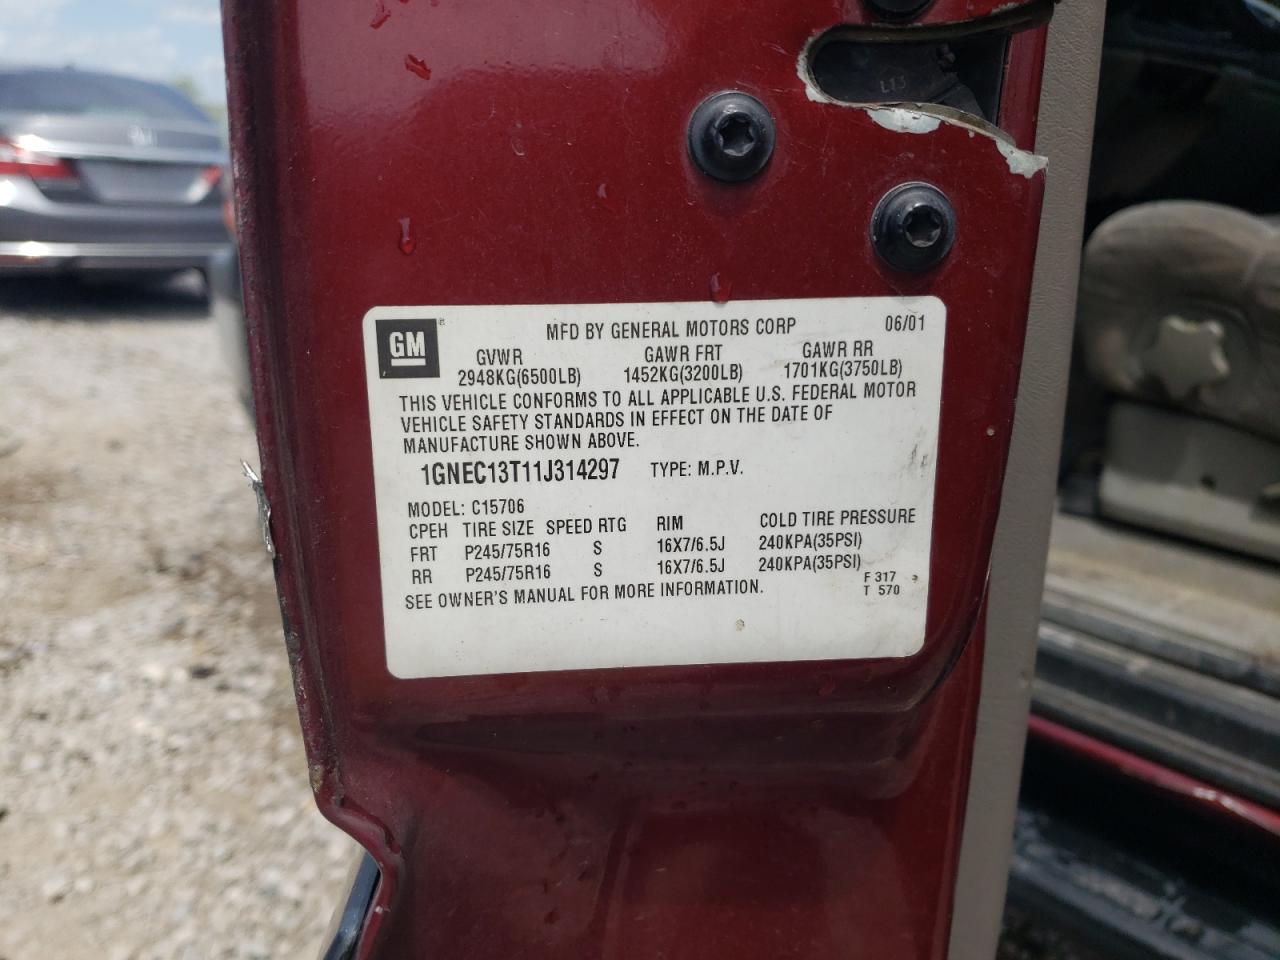 L13
GM ® MFD BY GENERAL MOTORS CORP 06/01
GVWR GAWR FRT GAWR RR
2948KG(6500LB) 1452KG(3200LB) 1701KG(3750LB)
THIS VEHICLE CONFORMS TO ALL APPLICABLE U.S. FEDERAL MOTOR
VEHICLE SAFETY STANDARDS IN EFFECT ON THE DATE OF
MANUFACTURE SHOWN ABOVE.
1GNEC13T11J314297 TYPE: M.P.V.
MODEL: C15706
CPEH TIRE SIZE SPEED RTG RIM COLD TIRE PRESSURE
FRT P245/75R16 S 16X7/6.5J 240KPA(35PSI)
RR P245/75R16 S 16X7/6.5J 240KPA(35PSI)
SEE OWNER'S MANUAL FOR MORE INFORMATION.
F 317
T 570